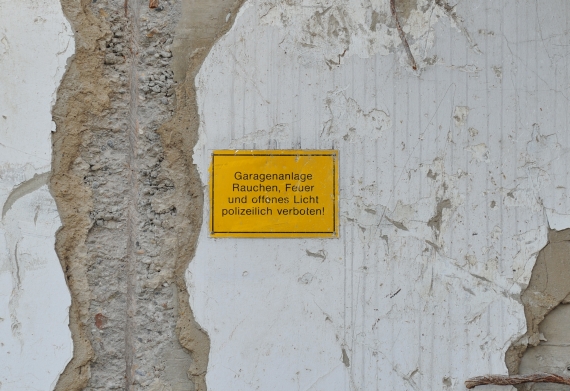 Garagenanlage
Rauchen, Feuer
und offenes Licht
polizeilich verboten!